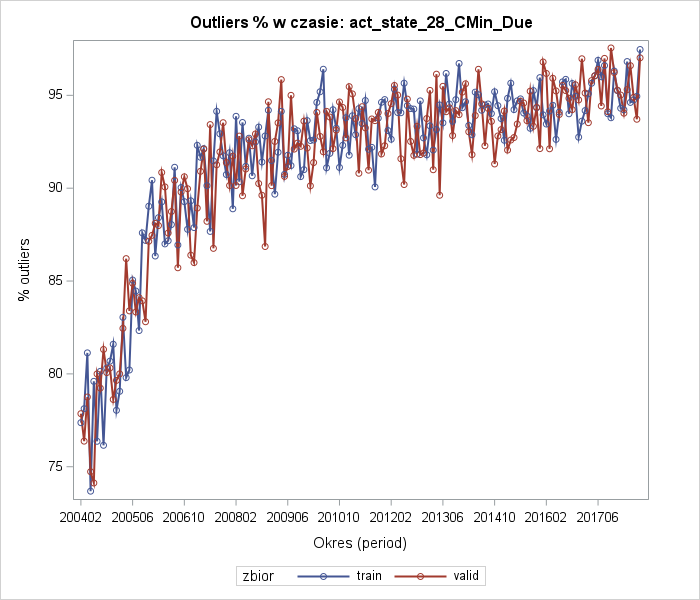 Outliers % w czasie: act_state_28_CMin_Due
% outliers
95
90
85
80
75
200402 200506 200610 200802 200906 201010 201202 201306 201410 201602 201706
Okres (period)
zbior train valid